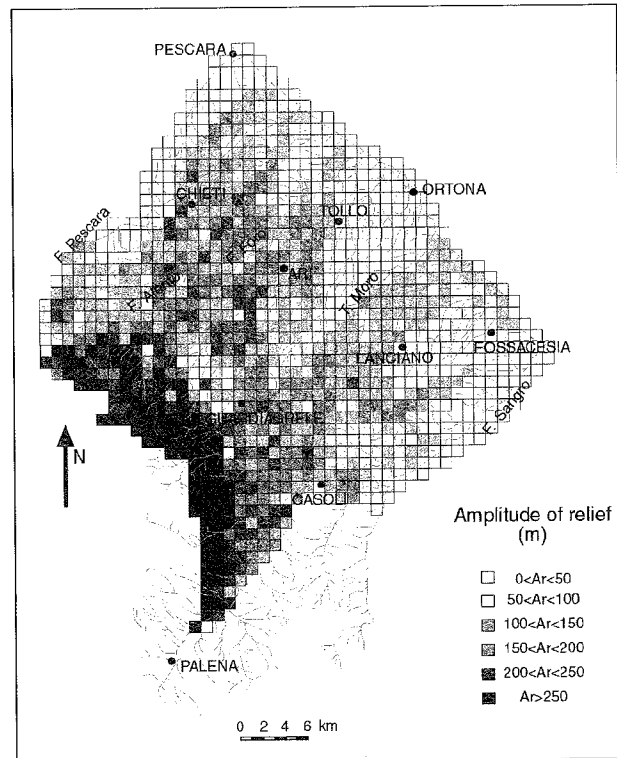 PESCARA
ORTONA
CHIETI
TOLLO
F. Pescara
F. Foro
ARI
F. Alento
T. Moro
FOSSACESIA
LANCIANO
F. Sangro
N
CASOLI
Amplitude of relief
(m)
0<Ar<50
50<Ar<100
100<Ar<150
150<Ar<200
200<Ar<250
Ar>250
PALENA
0 2 4 6 km